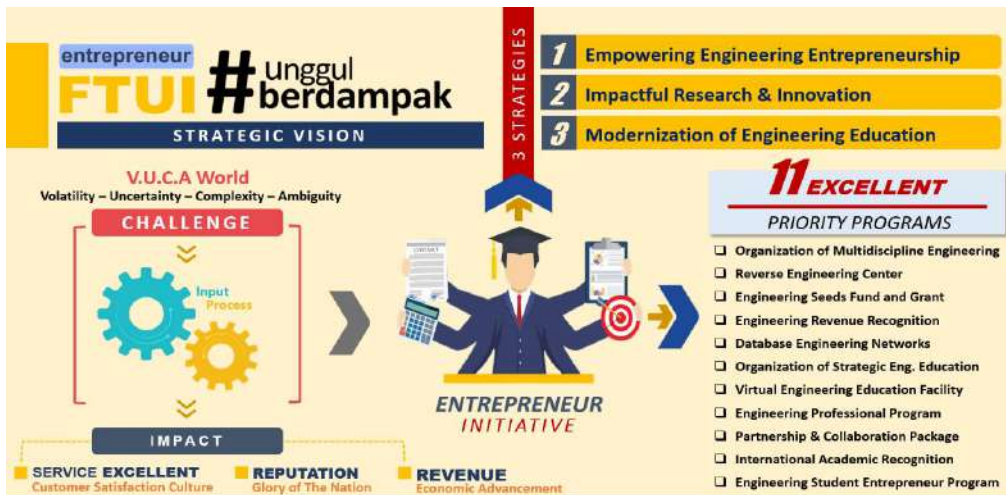 entrepreneur
FTUI # unggul
berdampak
STRATEGIC VISION
V.U.C.A World
Volatility – Uncertainty – Complexity – Ambiguity
CHALLENGE
Input
Process
IMPACT
SERVICE EXCELLENT
Customer Satisfaction Culture
REPUTATION
Glory of The Nation
REVENUE
Economic Advancement
CONTRACT
ENTREPRENEUR
INITIATIVE
3 STRATEGIES
1 Empowering Engineering Entrepreneurship
2 Impactful Research & Innovation
3 Modernization of Engineering Education
11 EXCELLENT
PRIORITY PROGRAMS
❑ Organization of Multidiscipline Engineering
❑ Reverse Engineering Center
❑ Engineering Seeds Fund and Grant
❑ Engineering Revenue Recognition
❑ Database Engineering Networks
❑ Organization of Strategic Eng. Education
❑ Virtual Engineering Education Facility
❑ Engineering Professional Program
❑ Partnership & Collaboration Package
❑ International Academic Recognition
❑ Engineering Student Entrepreneur Program